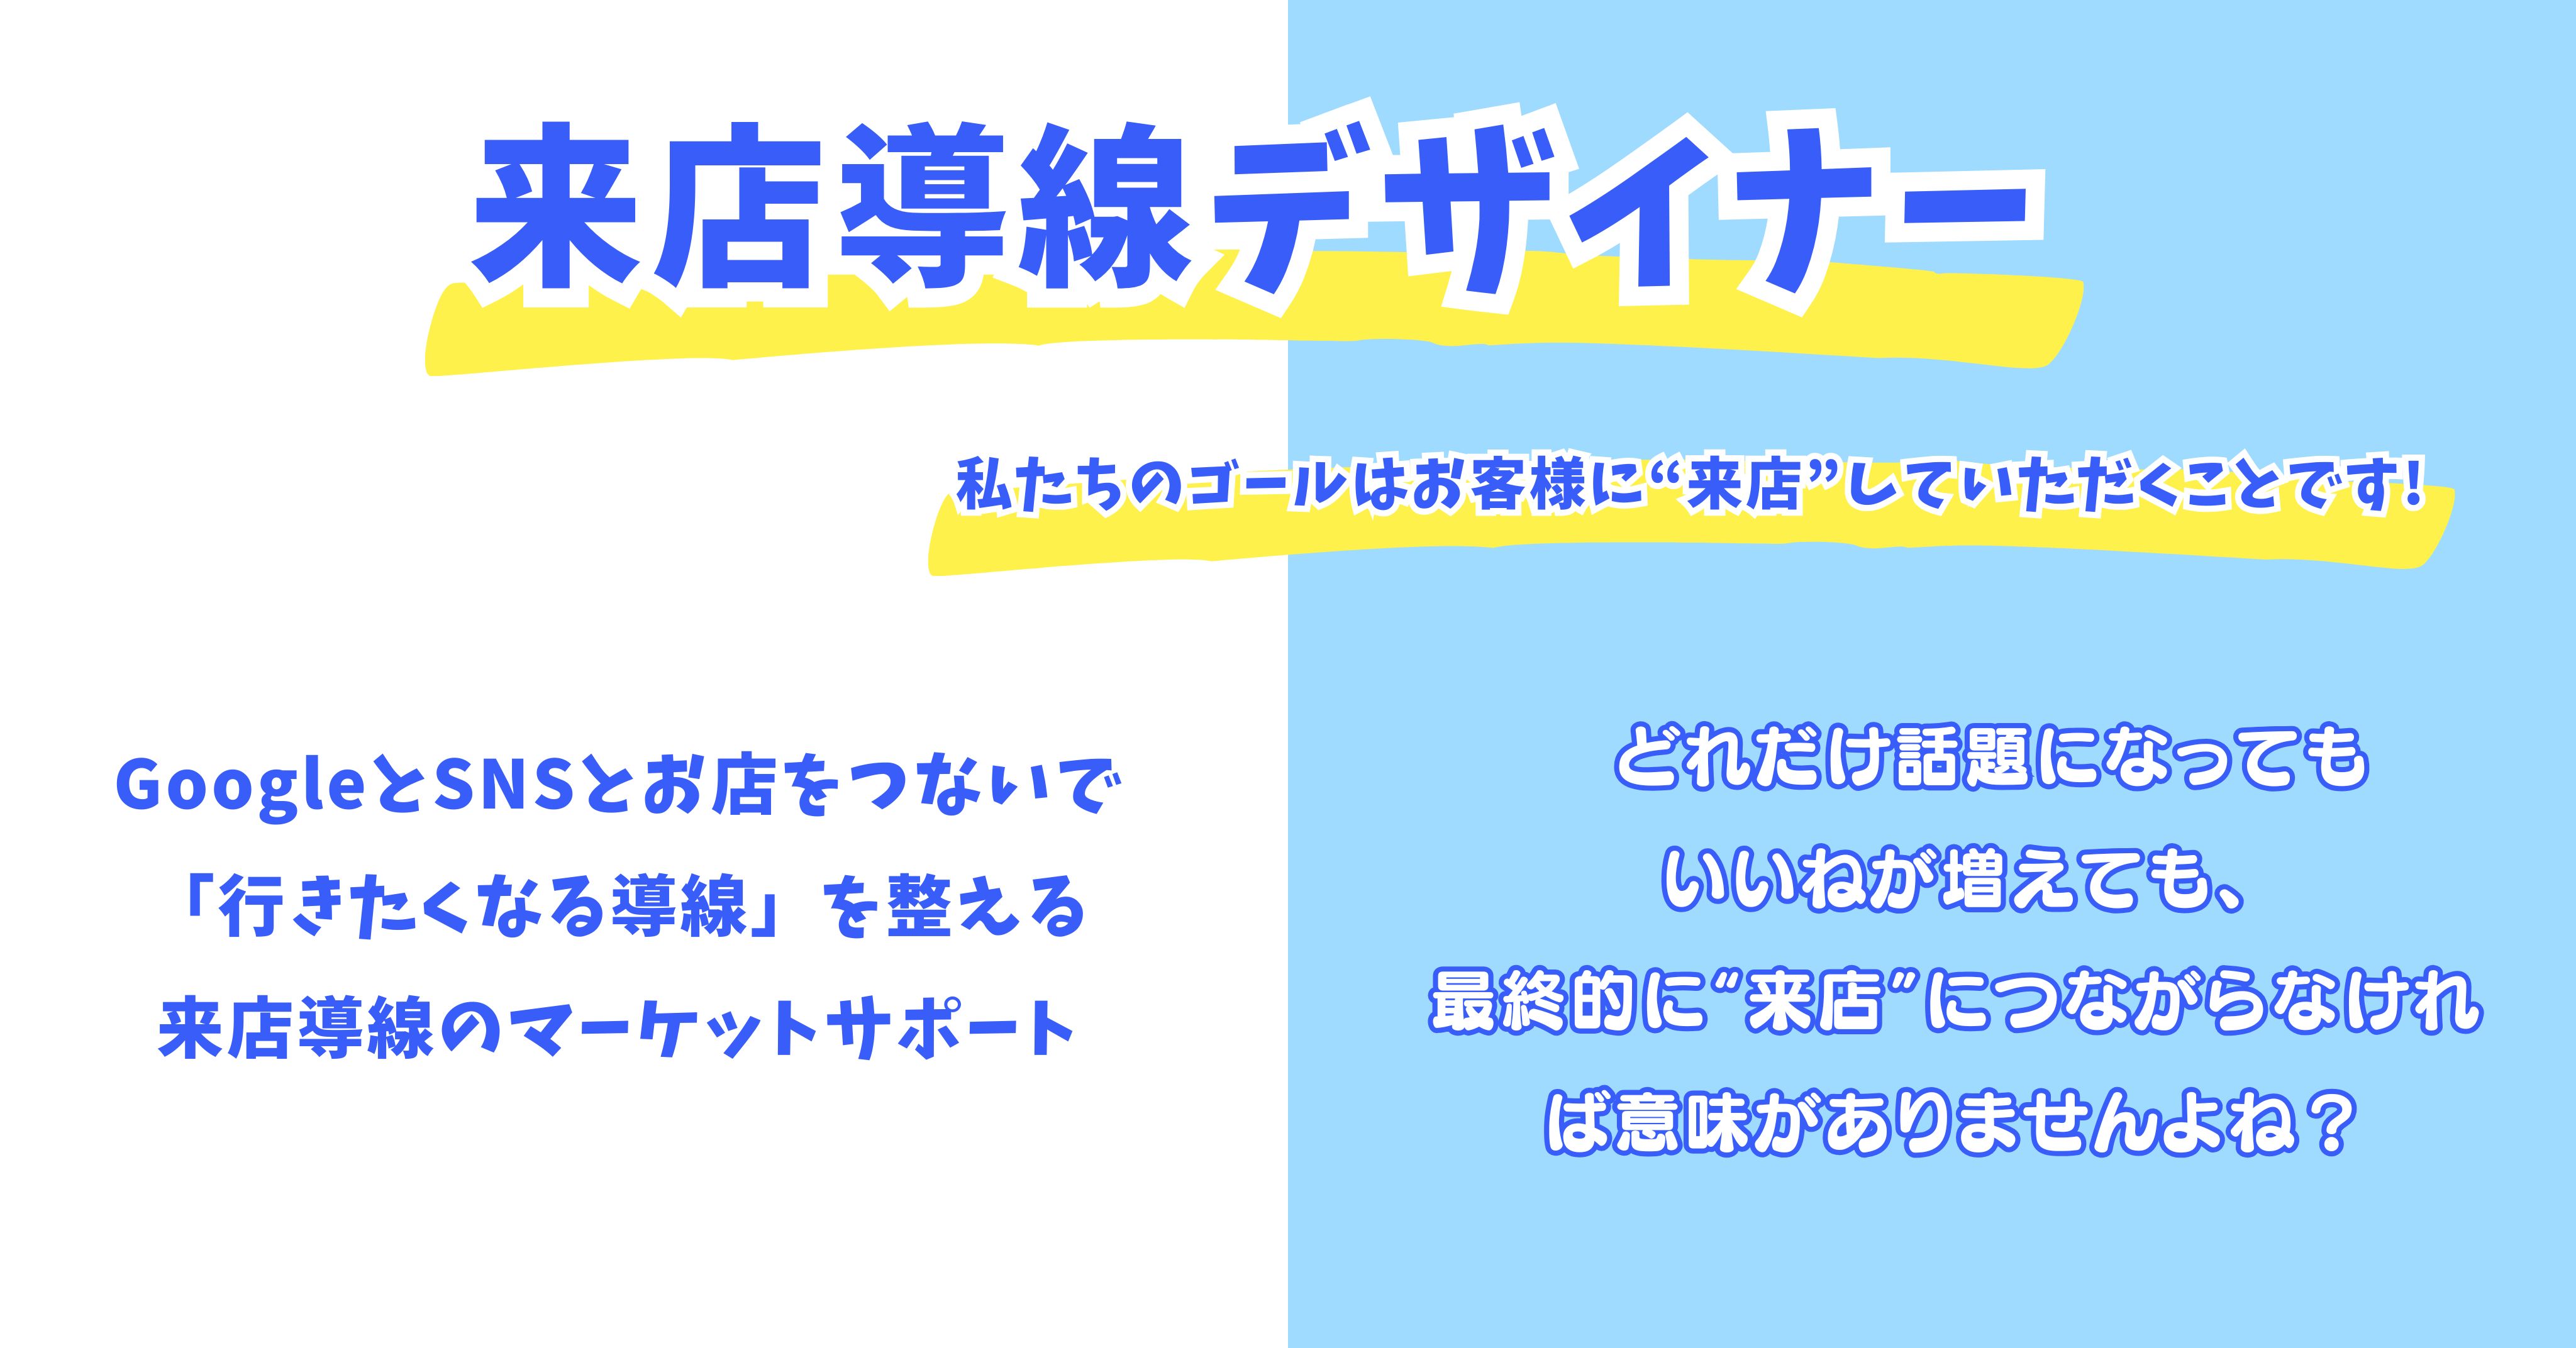 来店導線デザイナー
私たちのゴールはお客様に“来店”していただくことです!
GoogleとSNSとお店をつないで
「行きたくなる導線」を整える
来店導線のマーケットサポート
どれだけ話題になっても
いいねが増えても、
最終的に"来店"につながらなけれ
ば意味がありませんよね？